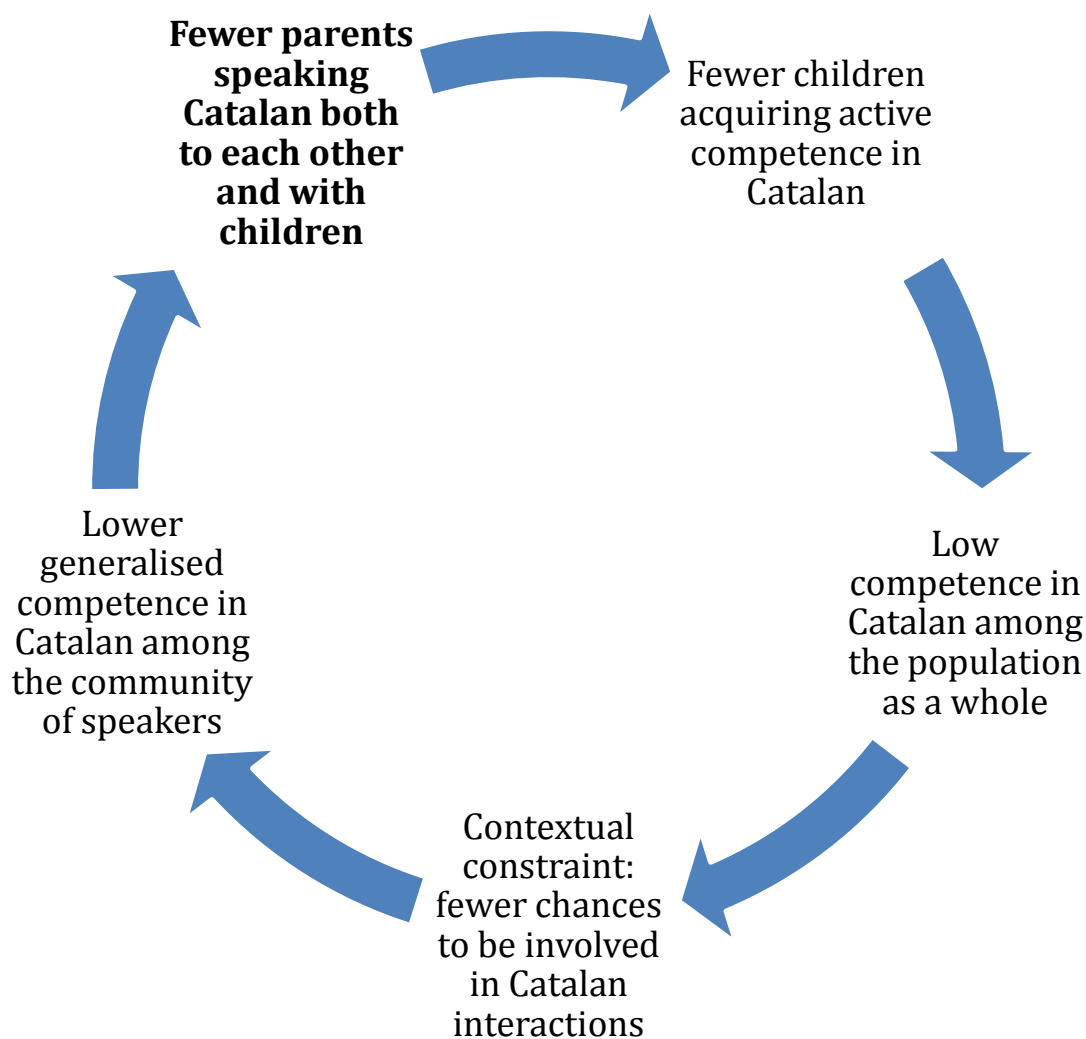 Fewer parents
speaking
Catalan both
to each other
and with
children
Fewer children
acquiring active
competence in
Catalan
Low
competence in
Catalan among
the population
as a whole
Contextual
constraint:
fewer chances
to be involved
in Catalan
interactions
Lower
generalised
competence in
Catalan among
the community
of speakers